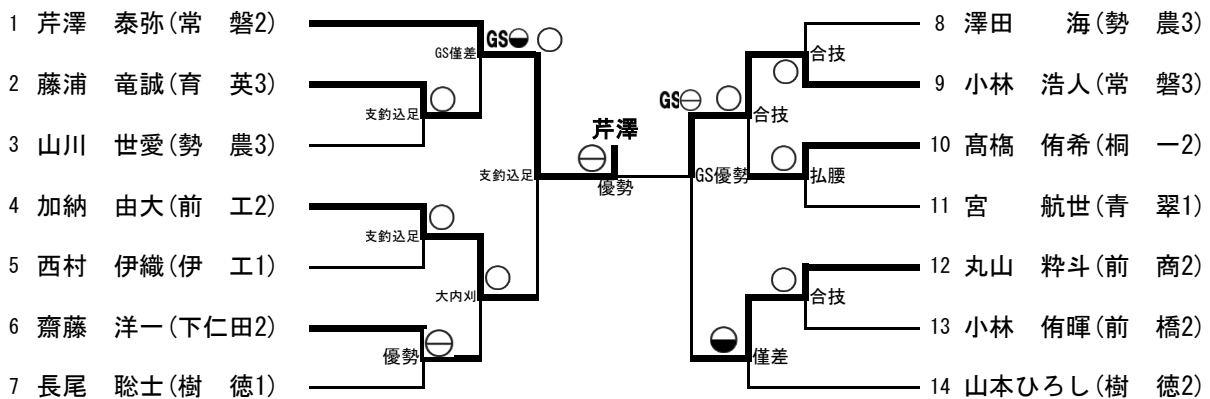 1 芹澤 泰弥(常 磐2)
2 藤浦 竜誠(育 英3)
3 山川 世愛(勢 農3)
4 加納 由大(前 工2)
5 西村 伊織(伊 工1)
6 齋藤 洋一(下仁田2)
7 長尾 聡士(樹 徳1)
支釣込足
支釣込足
優勢
GS僅差
GS
大内刈
支釣込足
芹澤
優勢
GS
GS優勢
合技
僅差
合技
払腰
合技
8 澤田 海(勢 農3)
9 小林 浩人(常 磐3)
10 髙橋 侑希(桐 一2)
11 宮 航世(青 翠1)
12 丸山 粋斗(前 商2)
13 小林 侑暉(前 橋2)
14 山本ひろし(樹 徳2)